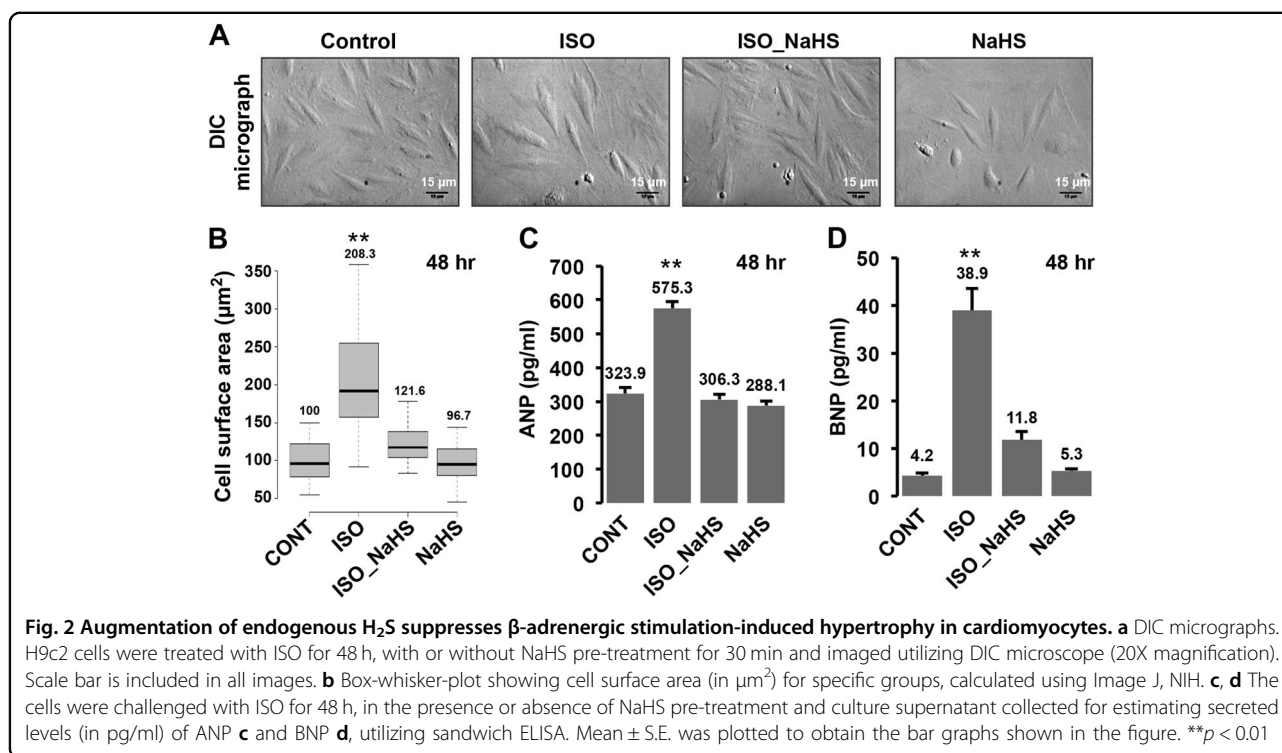 A
Control
ISO
ISO_NaHS
NaHS
DIC
micrograph
15 µm
15 µm
15 µm
15 µm
B
**
208.3
48 hr
Cell surface area (µm²)
350
300
250
200
150
100
50
100
121.6
96.7
CONT
ISO
ISO_NaHS
NaHS
C
**
48 hr
575.3
ANP (pg/ml)
700
600
500
400
300
200
100
0
323.9
306.3
288.1
CONT
ISO
ISO_NaHS
NaHS
D
**
48 hr
38.9
BNP (pg/ml)
50
40
30
20
10
0
4.2
11.8
5.3
CONT
ISO
ISO_NaHS
NaHS
Fig. 2 Augmentation of endogenous H₂S suppresses β-adrenergic stimulation-induced hypertrophy in cardiomyocytes. a DIC micrographs.
H9c2 cells were treated with ISO for 48 h, with or without NaHS pre-treatment for 30 min and imaged utilizing DIC microscope (20X magnification).
Scale bar is included in all images. b Box-whisker-plot showing cell surface area (in µm²) for specific groups, calculated using Image J, NIH. c, d The
cells were challenged with ISO for 48 h, in the presence or absence of NaHS pre-treatment and culture supernatant collected for estimating secreted
levels (in pg/ml) of ANP c and BNP d, utilizing sandwich ELISA. Mean ± S.E. was plotted to obtain the bar graphs shown in the figure. **p < 0.01